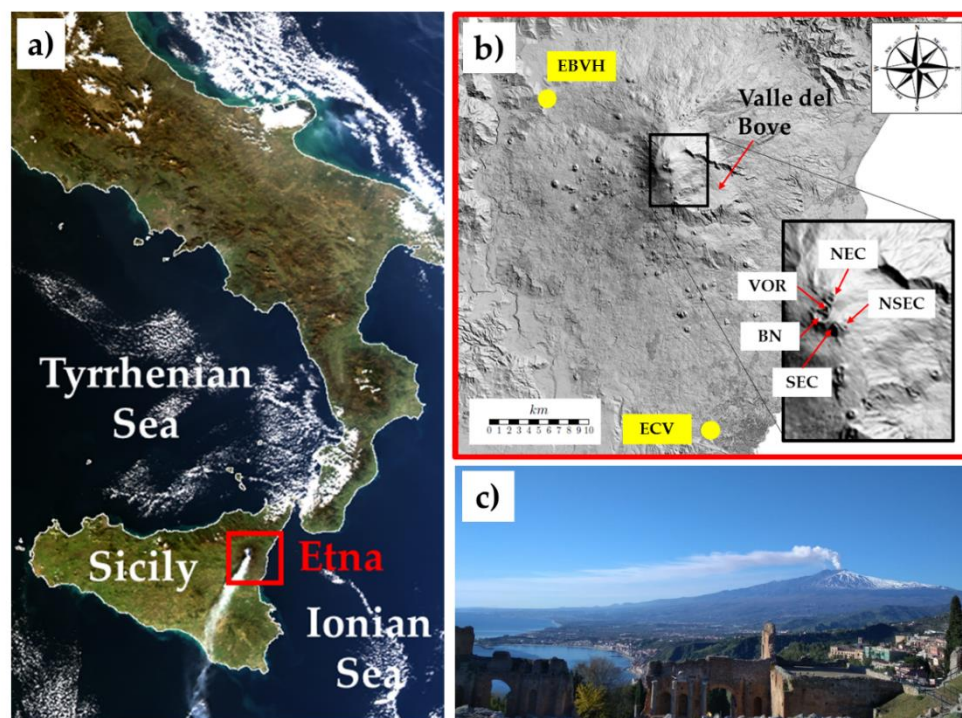 a)
Tyrrhenian
Sea
Sicily
Etna
Ionian
Sea
b)
EBVH
Valle del
Bove
N
E
S
W
NEC
VOR
NSEC
BN
SEC
km
0 1 2 3 4 5 6 7 8 9 10
ECV
c)